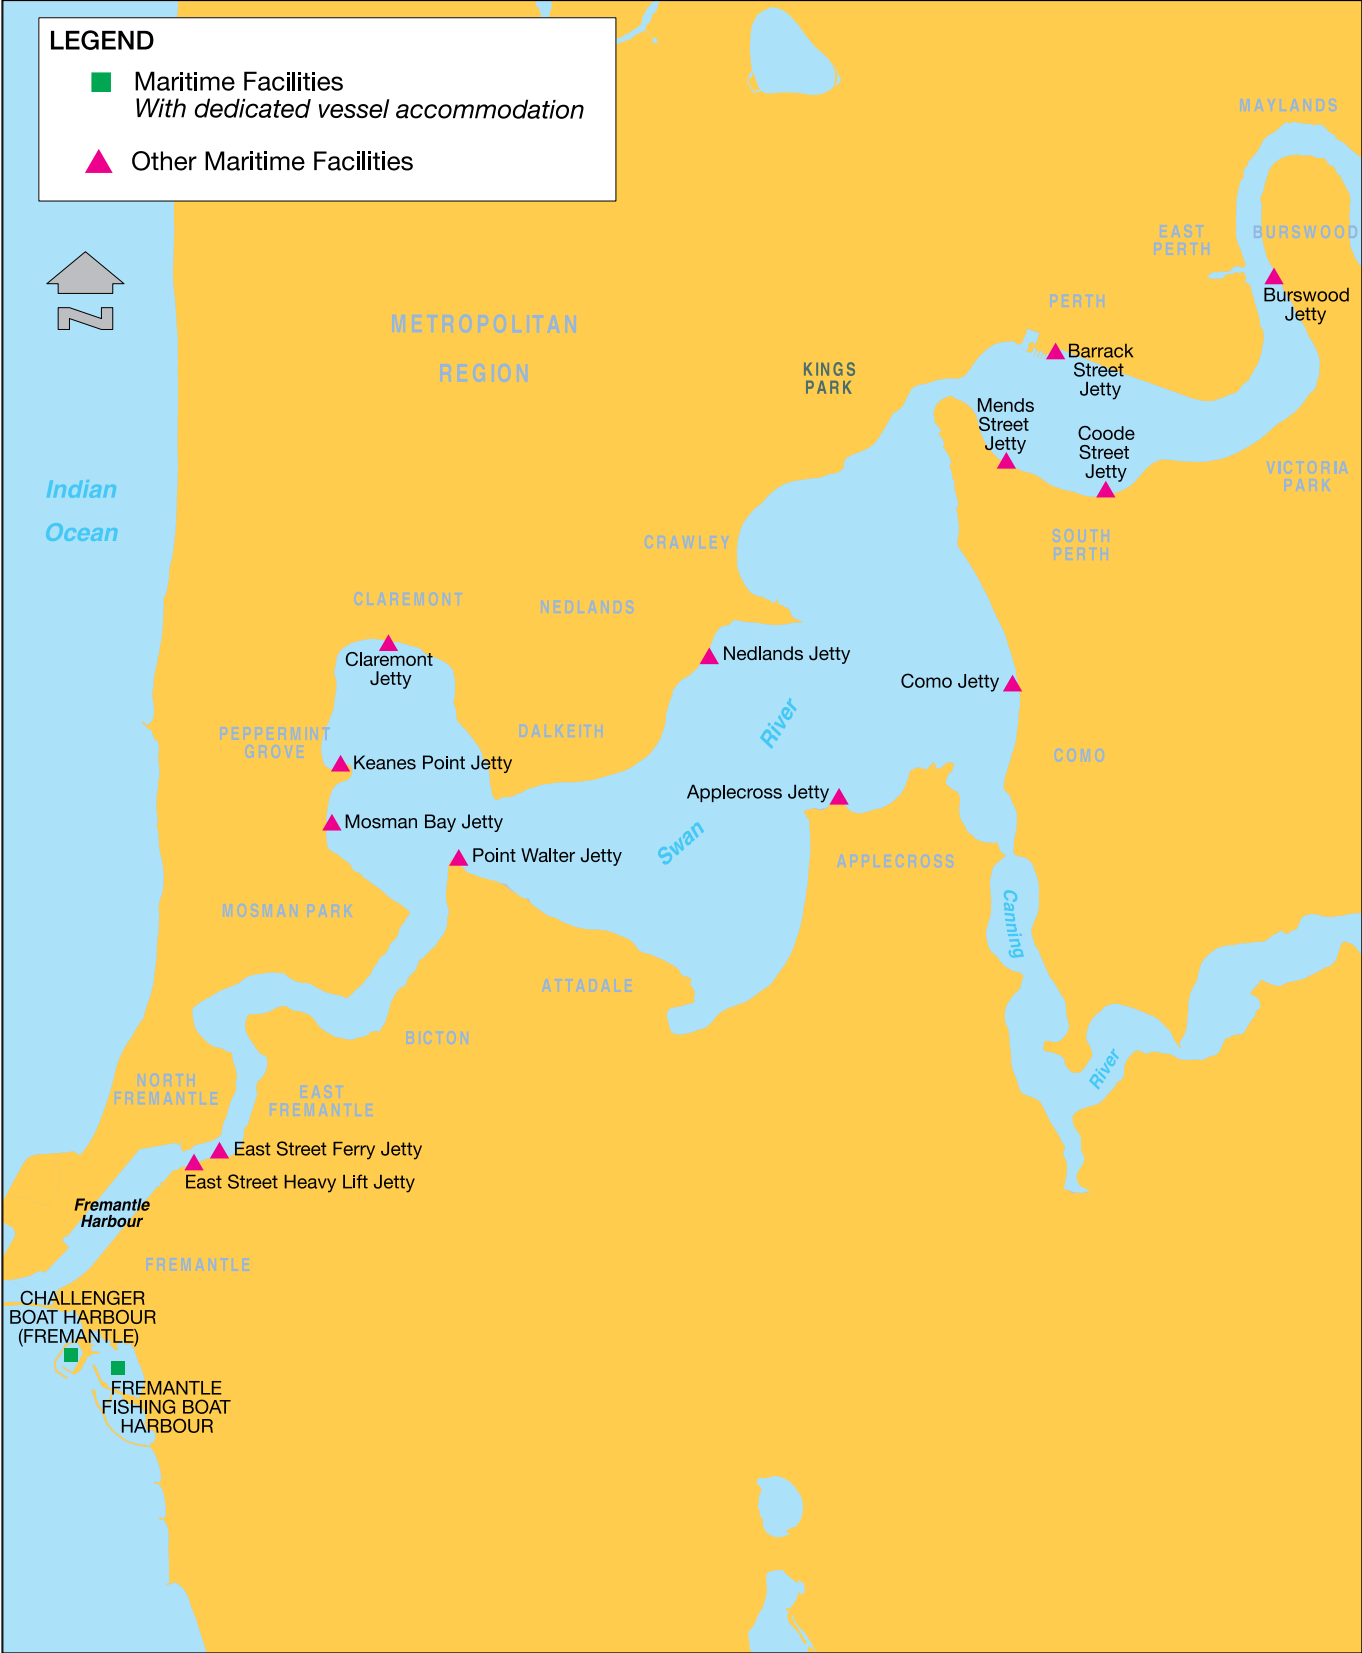 LEGEND
Maritime Facilities
With dedicated vessel accommodation
Other Maritime Facilities
N
MAYLANDS
EAST
PERTH
BURSWOOD
Burswood
Jetty
PERTH
METROPOLITAN
REGION
Barrack
Street
Jetty
KINGS
PARK
Mends
Street
Jetty
Coode
Street
Jetty
VICTORIA
PARK
Indian
Ocean
SOUTH
PERTH
CRAWLEY
CLAREMONT
NEDLANDS
Claremont
Jetty
Nedlands Jetty
Como Jetty
River
PEPPERMINT
GROVE
DALKEITH
COMO
Keanes Point Jetty
Applecross Jetty
Mosman Bay Jetty
Swan
Point Walter Jetty
APPLECROSS
MOSMAN PARK
Canning
ATTADALE
BICTON
River
NORTH
FREMANTLE
EAST
FREMANTLE
East Street Ferry Jetty
East Street Heavy Lift Jetty
Fremantle
Harbour
FREMANTLE
CHALLENGER
BOAT HARBOUR
(FREMANTLE)
FREMANTLE
FISHING BOAT
HARBOUR